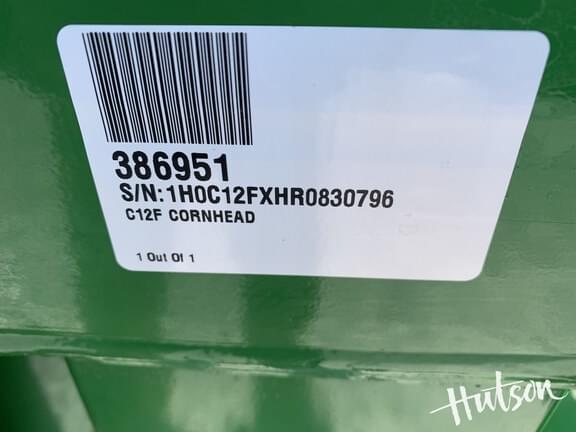 386951
S/N:1H0C12FXHR0830796
C12F CORNHEAD
1 Out Of 1
Hutson